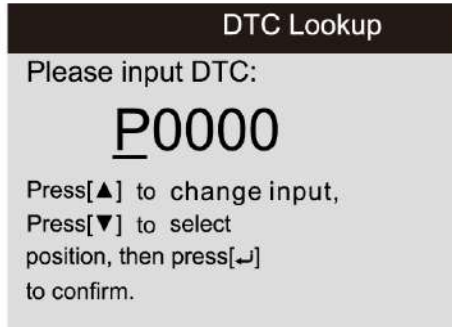 DTC Lookup
Please input DTC:
P0000
Press[▲] to change input,
Press[▼] to select
position, then press[↵]
to confirm.